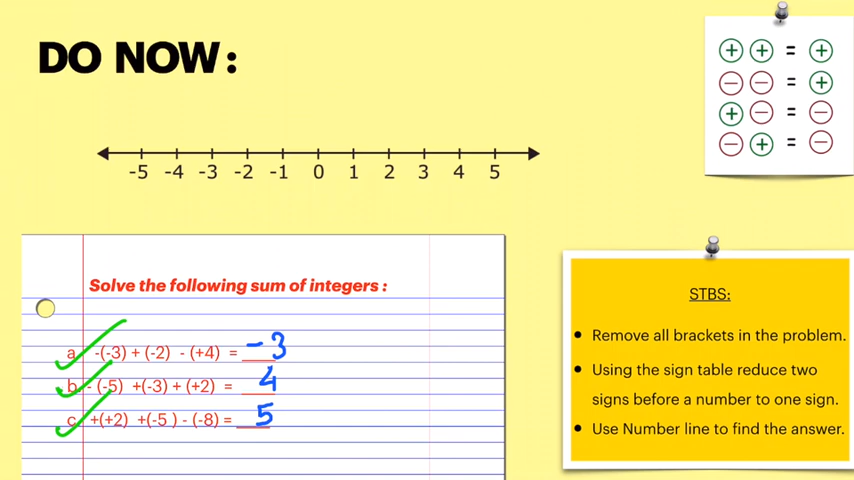 DO NOW:
⊕ ⊕ = ⊕
⊖ ⊖ = ⊕
⊕ ⊖ = ⊖
⊖ ⊕ = ⊖
-5 -4 -3 -2 -1 0 1 2 3 4 5
Solve the following sum of integers :
a -(-3) + (-2) - (+4) = -3
b - (-5) +(-3) + (+2) = 4
c +(+2) +(-5 ) - (-8) = 5
STBS:
• Remove all brackets in the problem.
• Using the sign table reduce two
signs before a number to one sign.
• Use Number line to find the answer.